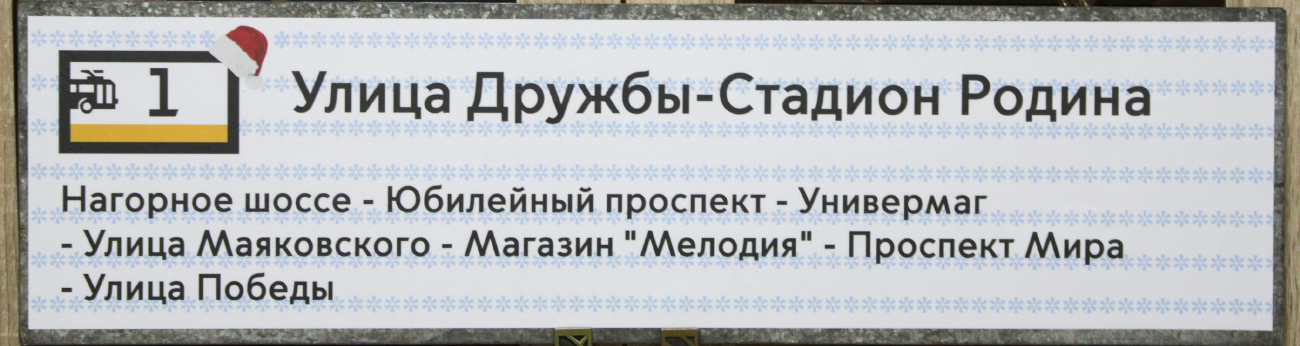 1
Улица Дружбы-Стадион Родина
Нагорное шоссе - Юбилейный проспект - Универмаг
- Улица Маяковского - Магазин "Мелодия" - Проспект Мира
- Улица Победы